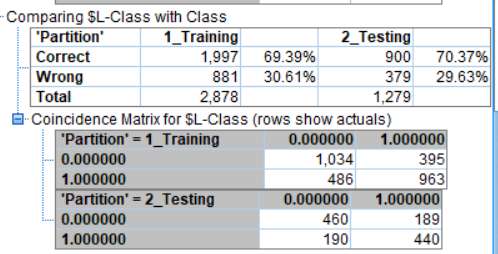 Comparing $L-Class with Class
'Partition' 1_Training 2_Testing
Correct 1,997 69.39% 900 70.37%
Wrong 881 30.61% 379 29.63%
Total 2,878 1,279
Coincidence Matrix for $L-Class (rows show actuals)
'Partition' = 1_Training 0.000000 1.000000
0.000000 1,034 395
1.000000 486 963
'Partition' = 2_Testing 0.000000 1.000000
0.000000 460 189
1.000000 190 440